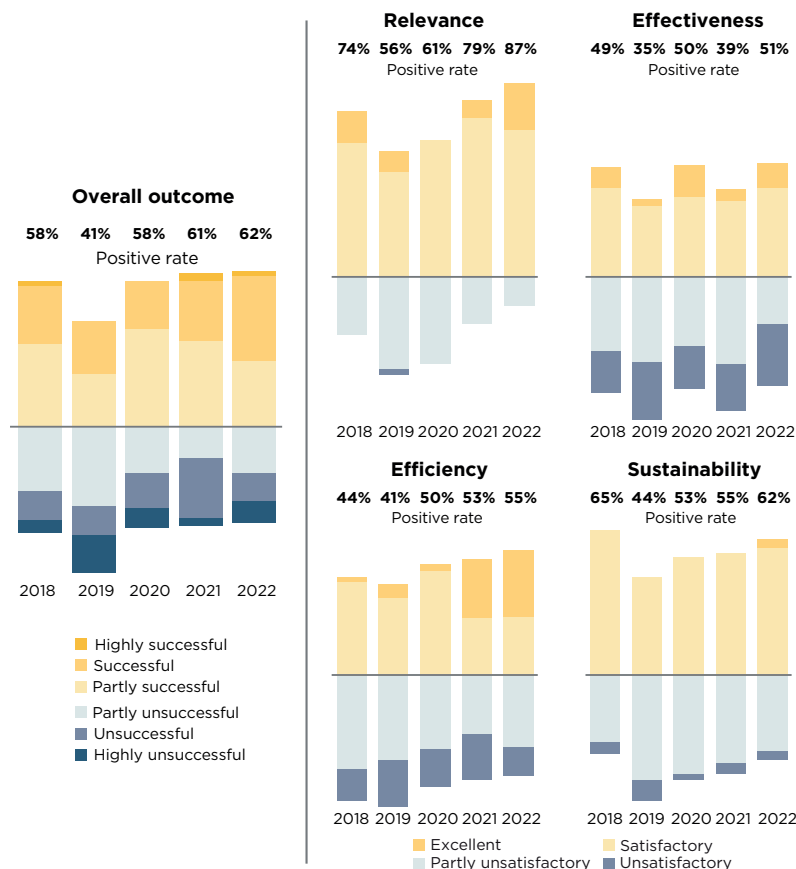 Overall outcome
58% 41% 58% 61% 62%
Positive rate
2018 2019 2020 2021 2022
Highly successful
Successful
Partly successful
Partly unsuccessful
Unsuccessful
Highly unsuccessful
Relevance
74% 56% 61% 79% 87%
Positive rate
2018 2019 2020 2021 2022
Effectiveness
49% 35% 50% 39% 51%
Positive rate
2018 2019 2020 2021 2022
Efficiency
44% 41% 50% 53% 55%
Positive rate
2018 2019 2020 2021 2022
Sustainability
65% 44% 53% 55% 62%
Positive rate
2018 2019 2020 2021 2022
Excellent
Satisfactory
Partly unsatisfactory
Unsatisfactory